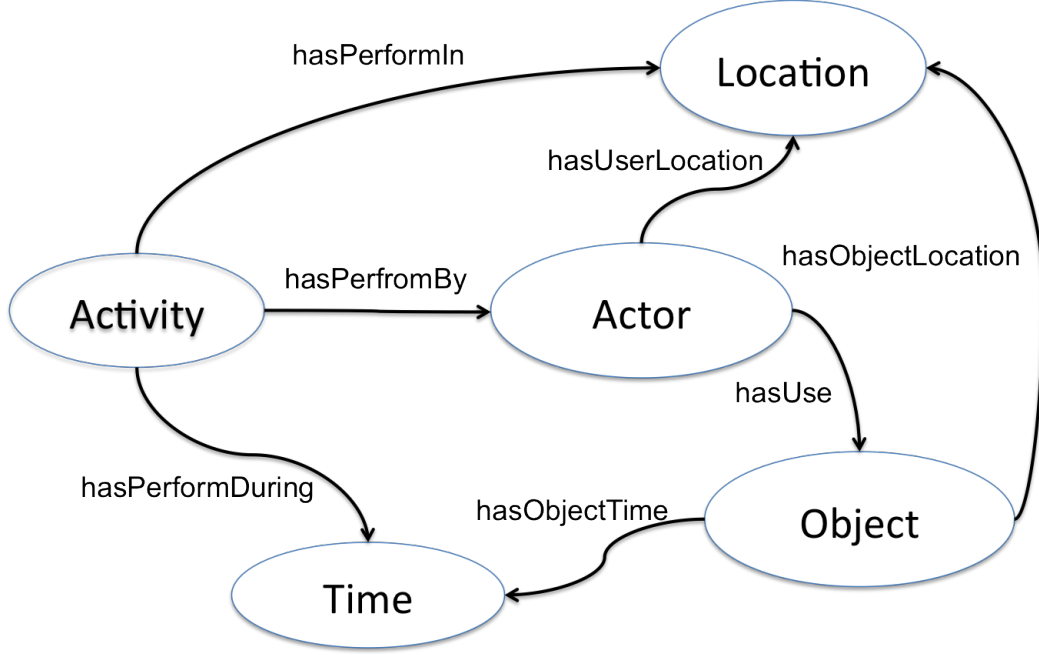 hasPerformIn
Location
hasUserLocation
hasObjectLocation
hasPerfromBy
Activity
Actor
hasUse
hasPerformDuring
hasObjectTime
Object
Time